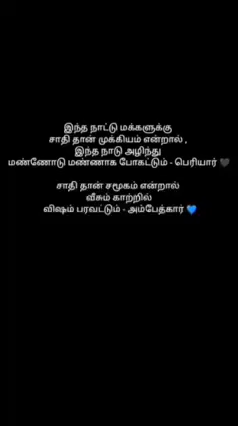 இந்த நாட்டு மக்களுக்கு
சாதி தான் முக்கியம் என்றால் ,
இந்த நாடு அழிந்து
மண்ணோடு மண்ணாக போகட்டும் - பெரியார் 🖤
சாதி தான் சமூகம் என்றால்
வீசும் காற்றில்
விஷம் பரவட்டும் - அம்பேத்கார் 💙